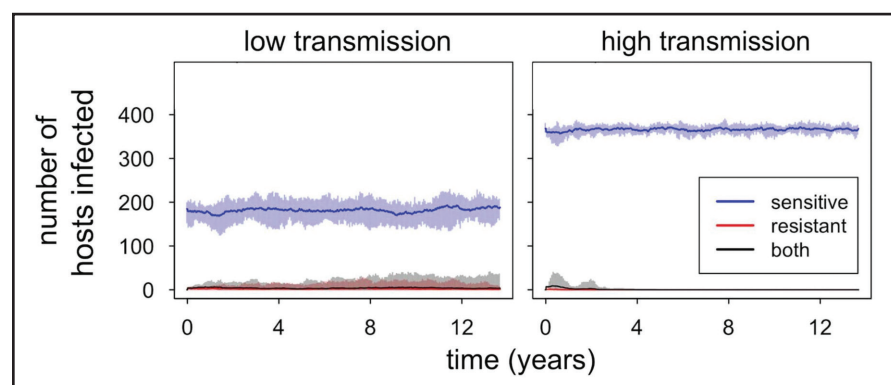 low transmission
high transmission
number of
hosts infected
400
300
200
100
0
sensitive
resistant
both
0 4 8 12
0 4 8 12
time (years)